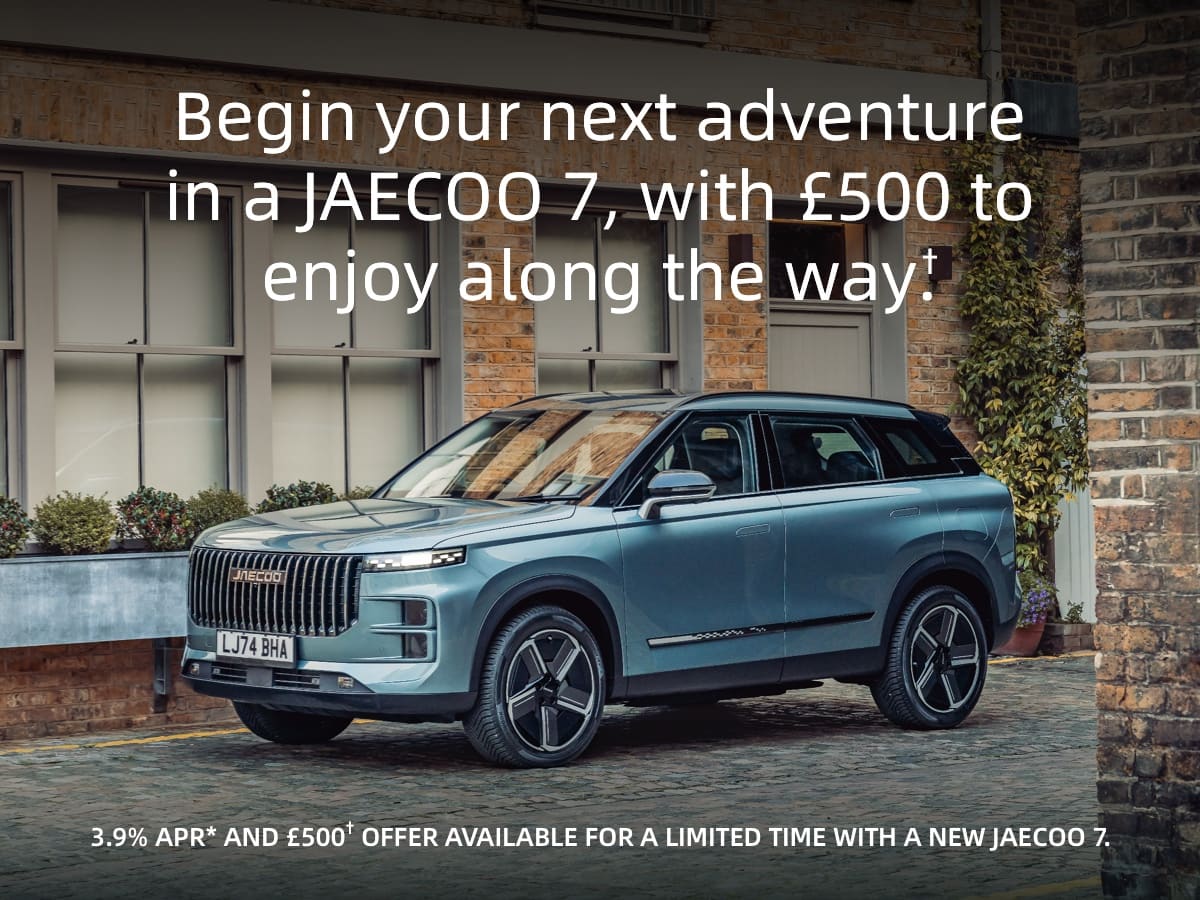 Begin your next adventure
in a JAECOO 7, with £500 to
enjoy along the way.†
JAECOO
LJ74 BHA
3.9% APR* AND £500† OFFER AVAILABLE FOR A LIMITED TIME WITH A NEW JAECOO 7.